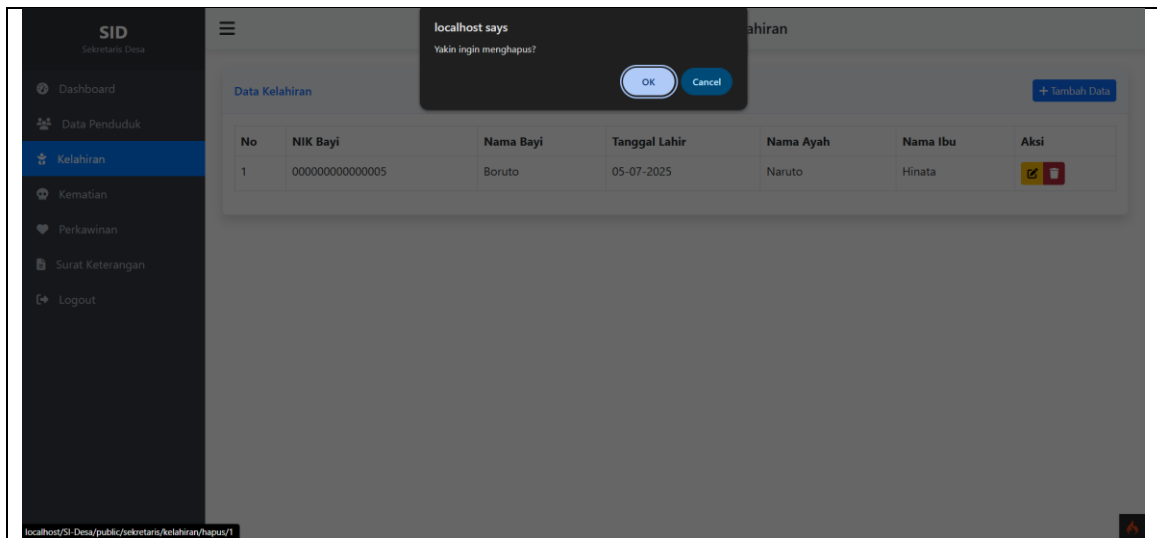 SID
Sekretaris Desa
Dashboard
Data Penduduk
Kelahiran
Kematian
Perkawinan
Surat Keterangan
Logout
ahiran
localhost says
Yakin ingin menghapus?
OK Cancel
Data Kelahiran
+ Tambah Data
No NIK Bayi Nama Bayi Tanggal Lahir Nama Ayah Nama Ibu Aksi
1 000000000000005 Boruto 05-07-2025 Naruto Hinata
localhost/SI-Desa/public/sekretaris/kelahiran/hapus/1